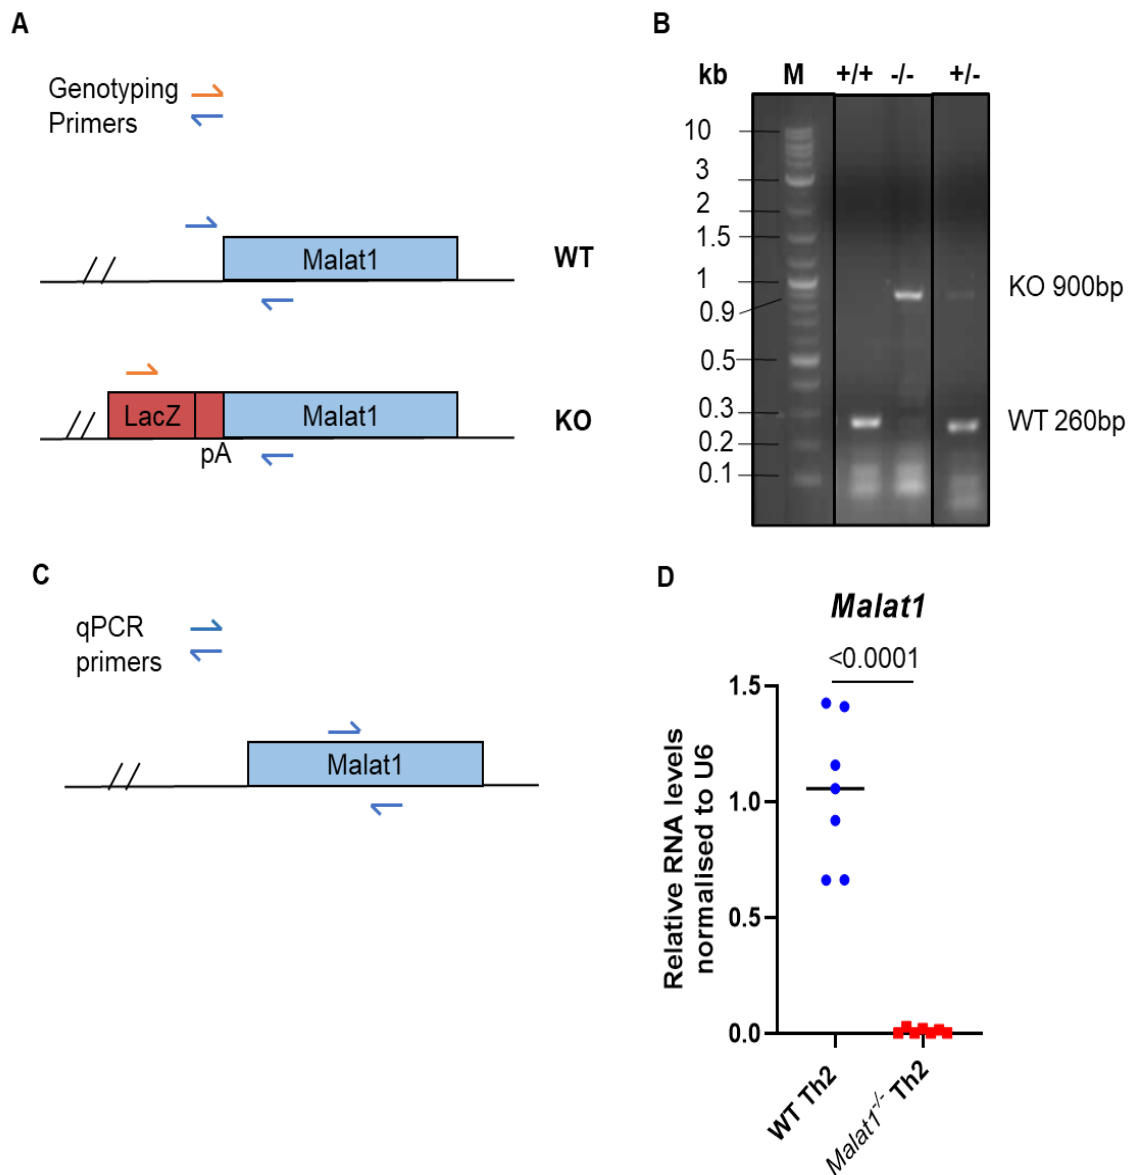 A
Genotyping
Primers
Malat1
WT
LacZ
Malat1
KO
pA
B
kb M +/+ -/- +/-
10
3
2
1.5
1
0.9
0.5
0.3
0.2
0.1
KO 900bp
WT 260bp
C
qPCR
primers
Malat1
D
Malat1
<0.0001
Relative RNA levels
normalised to U6
1.5
1.0
0.5
0.0
WT Th2
Malat1-/- Th2